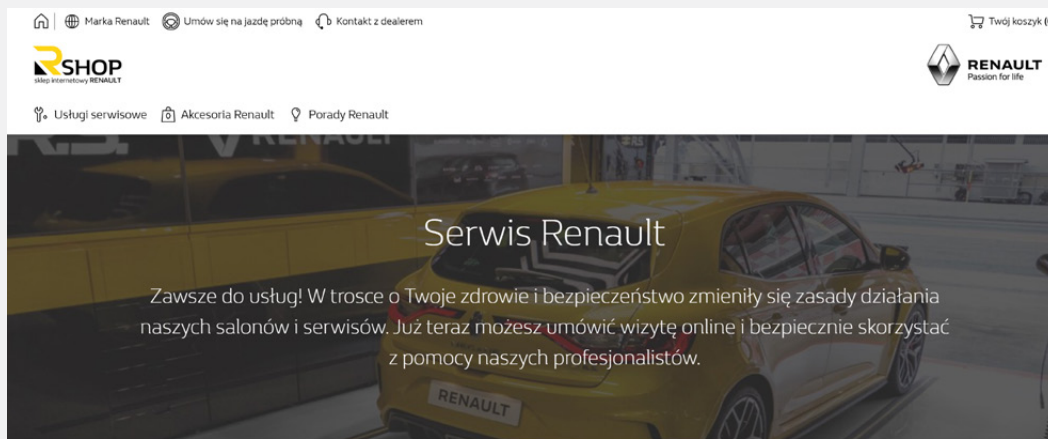 Marka Renault Umów się na jazdę próbną Kontakt z dealerem Twój koszyk
RSHOP
sklep internetowy RENAULT
RENAULT
Passion for life
Usługi serwisowe Akcesoria Renault Porady Renault
R.S. RENAULT
Serwis Renault
Zawsze do usług! W trosce o Twoje zdrowie i bezpieczeństwo zmieniły się zasady działania
naszych salonów i serwisów. Już teraz możesz umówić wizytę online i bezpiecznie skorzystać
z pomocy naszych profesjonalistów.
RENAULT